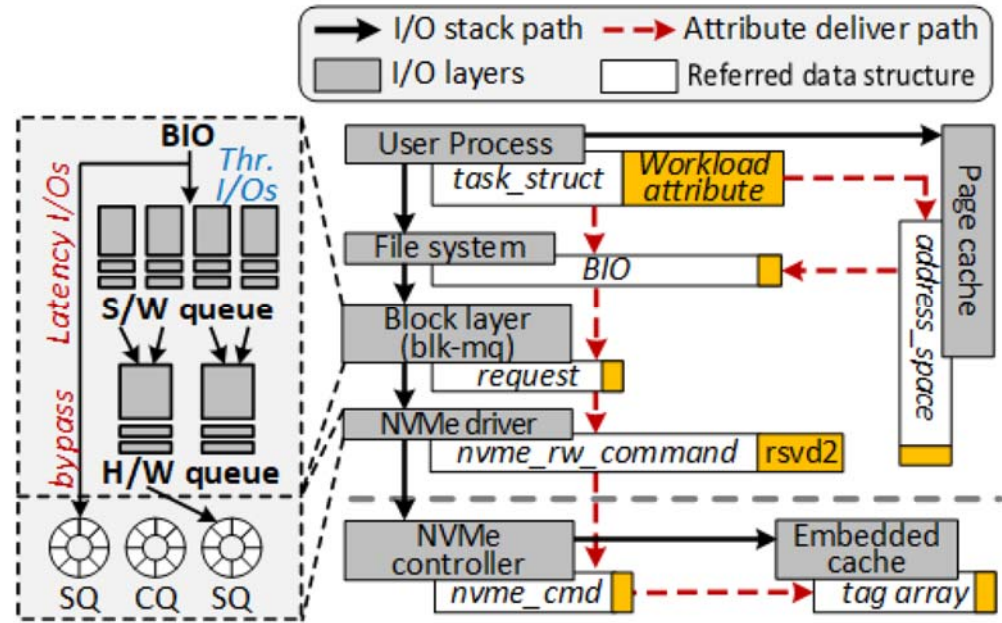 I/O stack path
Attribute deliver path
I/O layers
Referred data structure
BIO
Thr.
I/Os
Latency I/Os
bypass
S/W queue
H/W queue
SQ
CQ
SQ
User Process
task_struct
Workload
attribute
Page cache
address_space
File system
BIO
Block layer
(blk-mq)
request
NVMe driver
nvme_rw_command
rsvd2
NVMe
controller
nvme_cmd
Embedded
cache
tag array